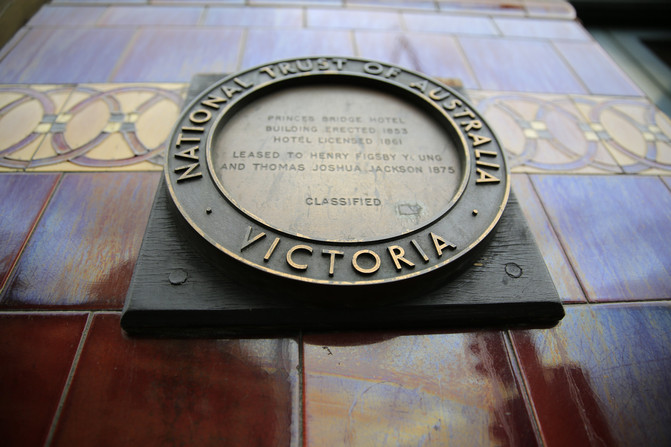 NATIONAL TRUST OF AUSTRALIA
PRINCES BRIDGE HOTEL
BUILDING ERECTED 1853
HOTEL LICENSED 1861
LEASED TO HENRY FIGSBY Y UNG
AND THOMAS JOSHUA JACKSON 1875
CLASSIFIED
VICTORIA